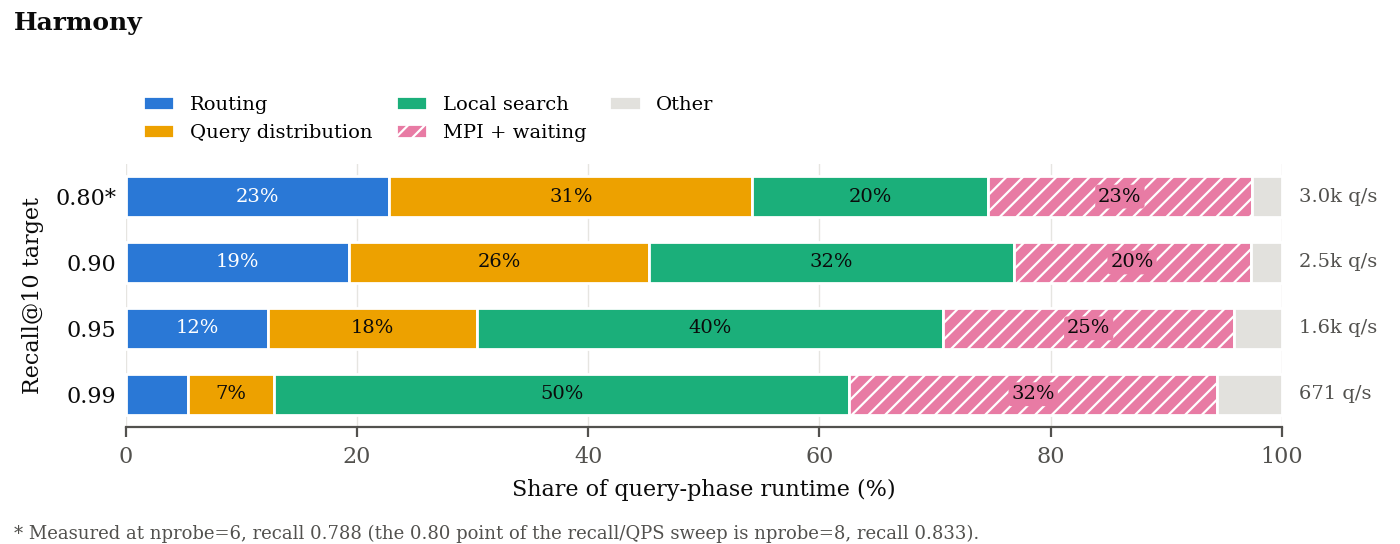 Harmony
Routing
Query distribution
Local search
MPI + waiting
Other
Recall@10 target
0.80*
23%
31%
20%
23%
3.0k q/s
0.90
19%
26%
32%
20%
2.5k q/s
0.95
12%
18%
40%
25%
1.6k q/s
0.99
7%
50%
32%
671 q/s
0 20 40 60 80 100
Share of query-phase runtime (%)
* Measured at nprobe=6, recall 0.788 (the 0.80 point of the recall/QPS sweep is nprobe=8, recall 0.833).